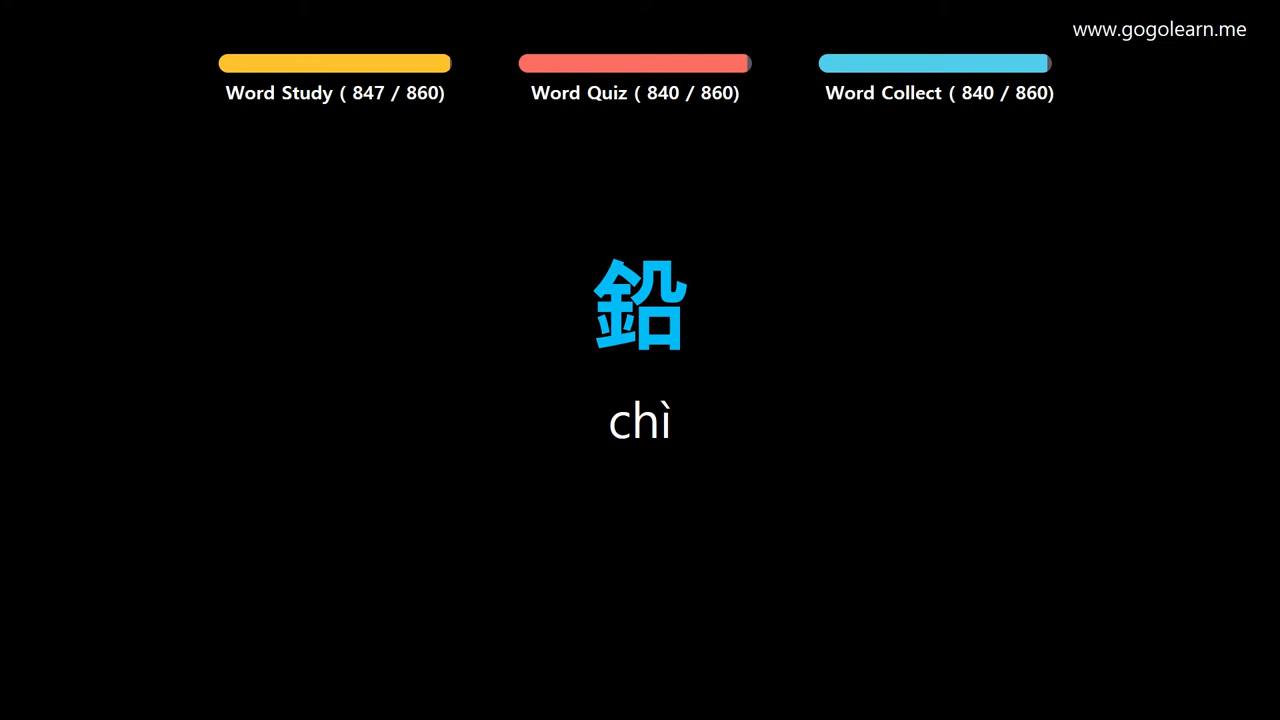 www.gogolearn.me
Word Study ( 847 / 860)
Word Quiz ( 840 / 860)
Word Collect ( 840 / 860)
鉛
chì